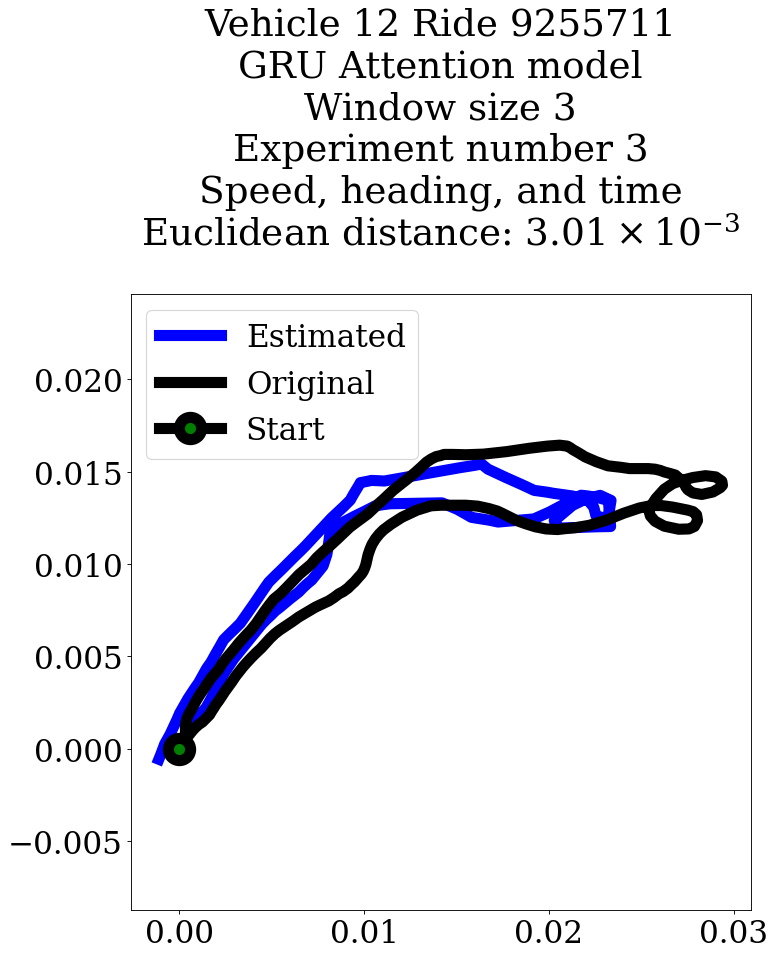 Vehicle 12 Ride 9255711
GRU Attention model
Window size 3
Experiment number 3
Speed, heading, and time
Euclidean distance: 3.01 × 10⁻³
Estimated
Original
Start
0.020
0.015
0.010
0.005
0.000
−0.005
0.00 0.01 0.02 0.03